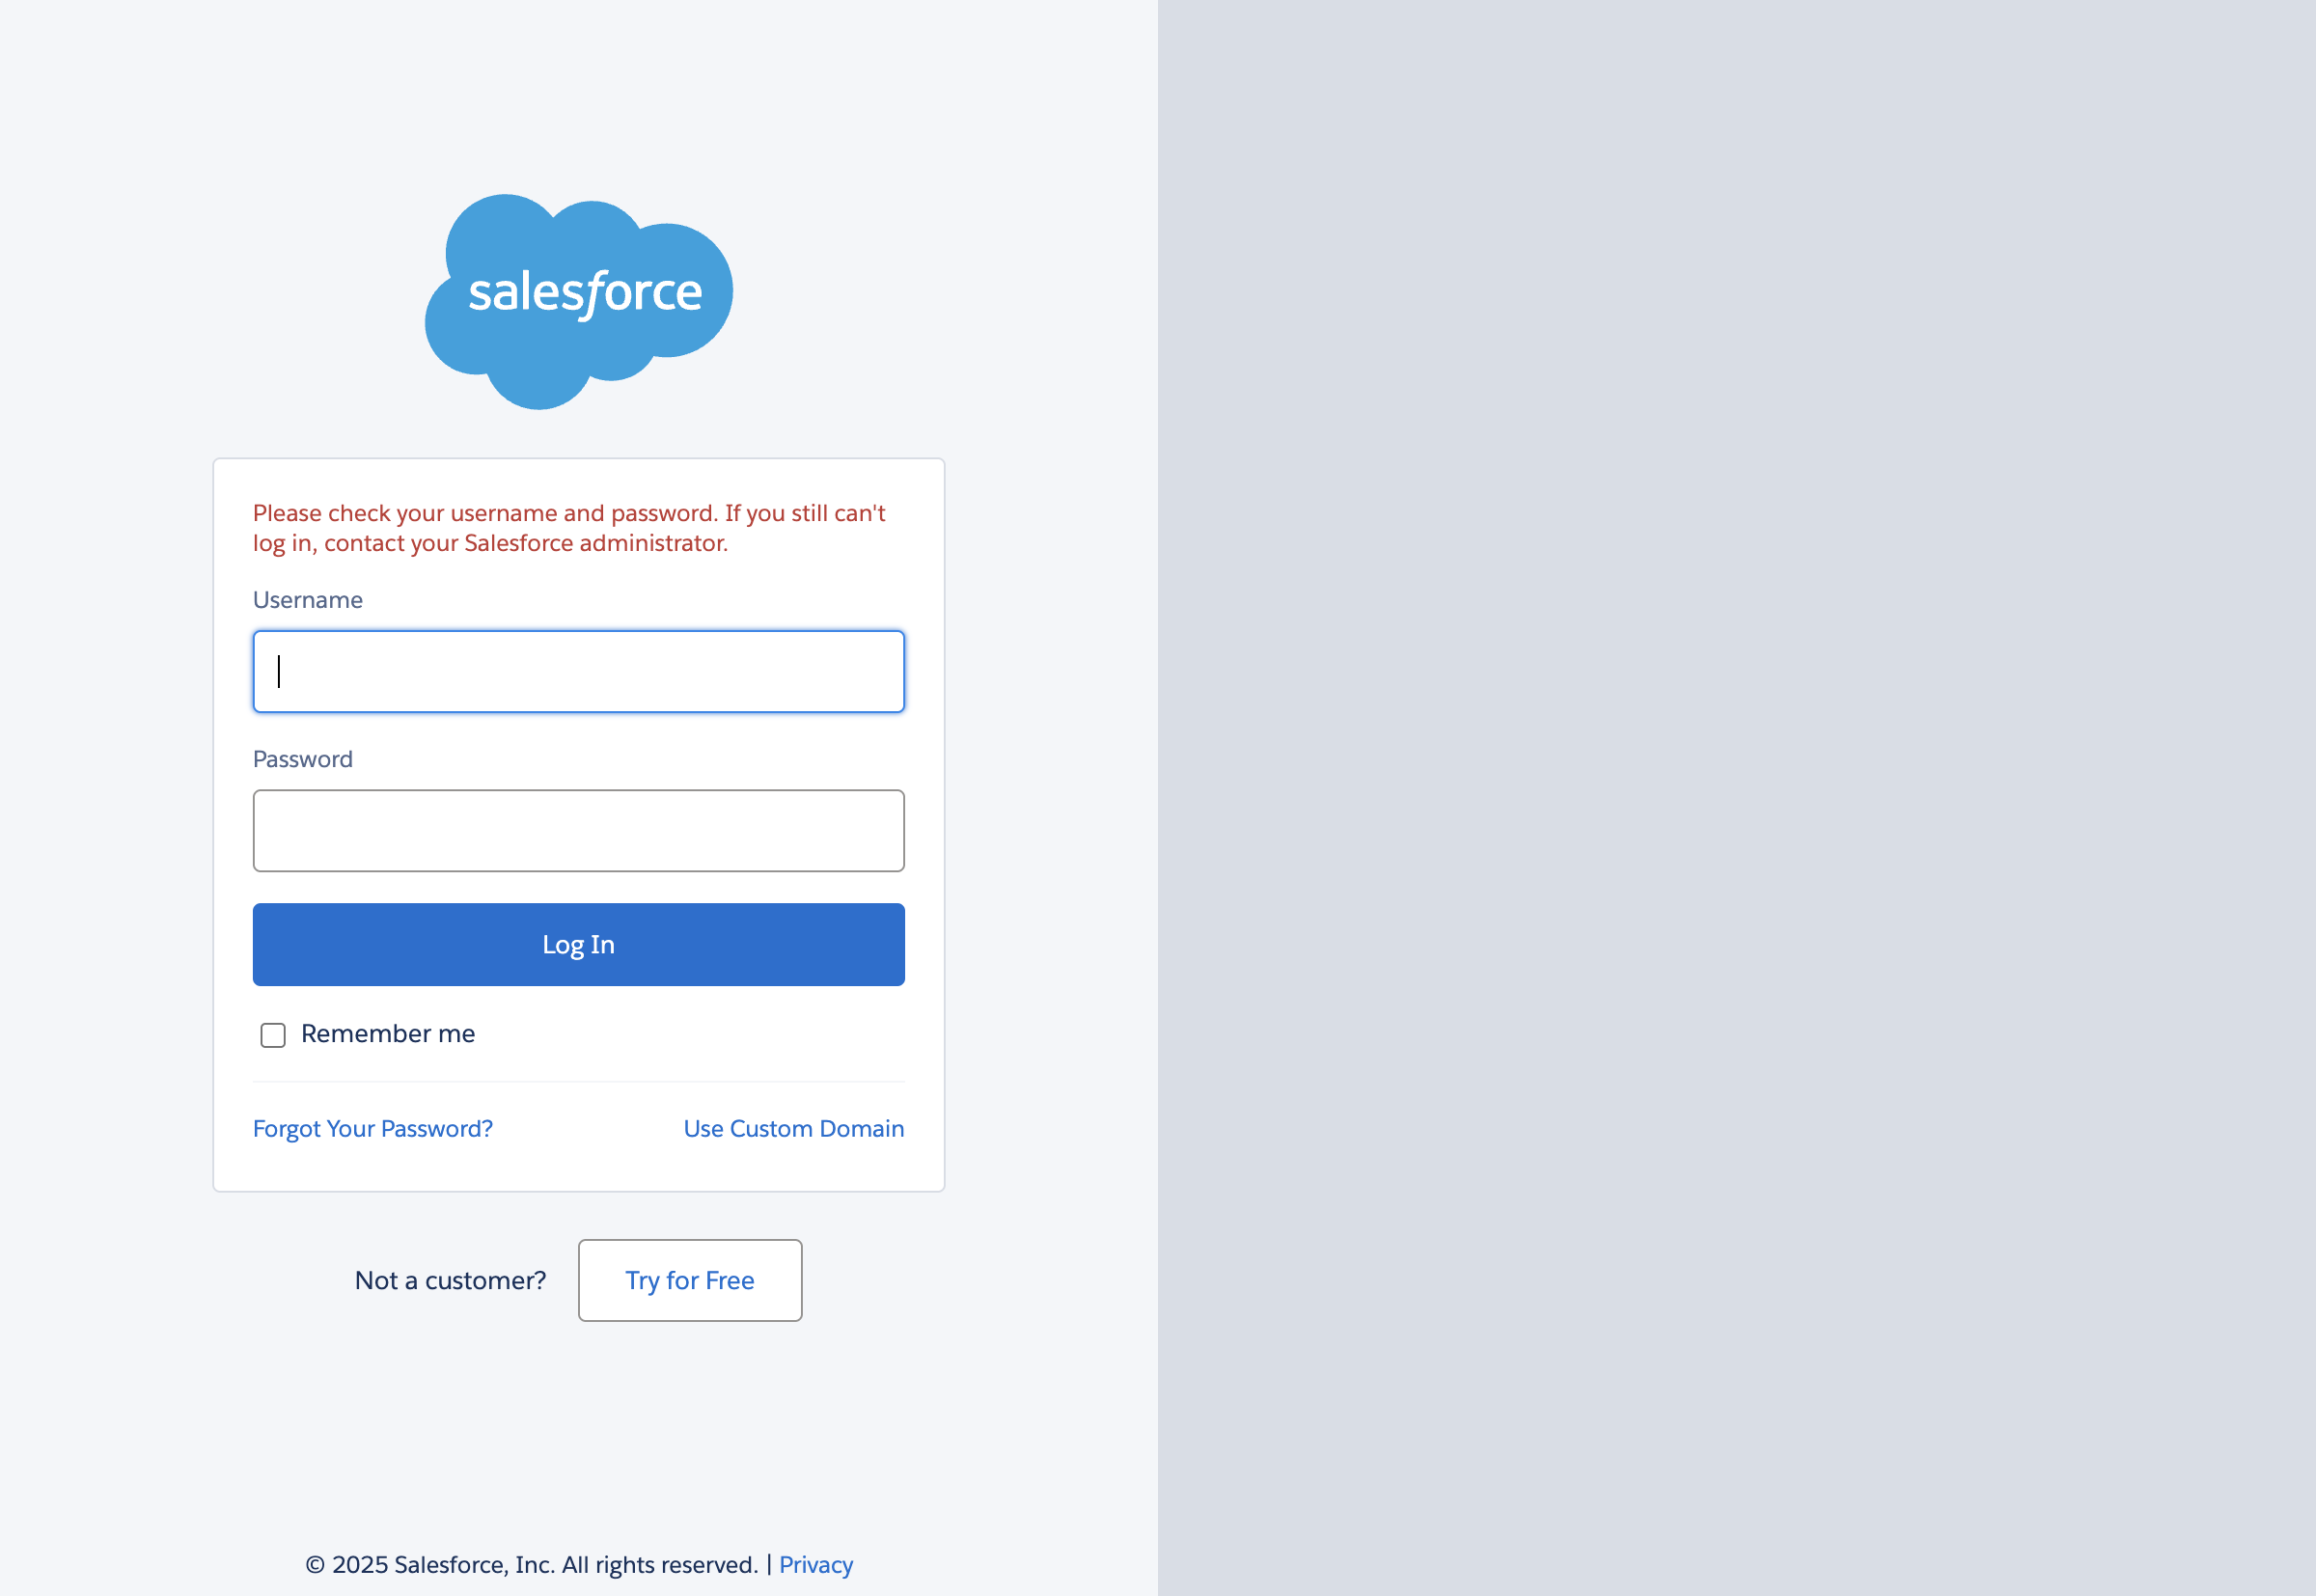 salesforce
Please check your username and password. If you still can't
log in, contact your Salesforce administrator.
Username
Password
Log In
Remember me
Forgot Your Password?
Use Custom Domain
Not a customer?
Try for Free
© 2025 Salesforce, Inc. All rights reserved. | Privacy